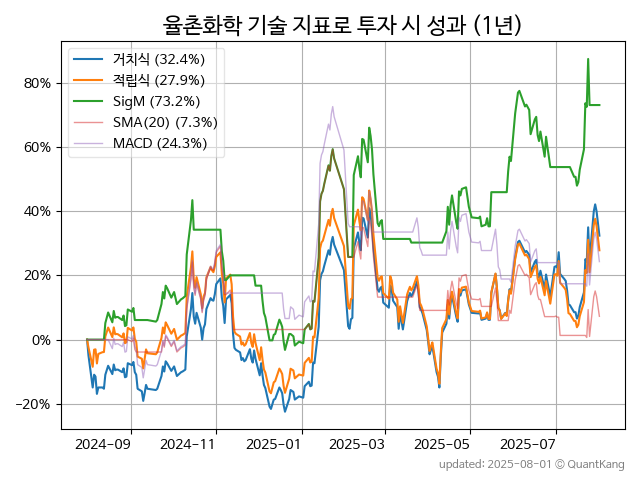 율촌화학 기술 지표로 투자 시 성과 (1년)
거치식 (32.4%)
적립식 (27.9%)
SigM (73.2%)
SMA(20) (7.3%)
MACD (24.3%)
80%
60%
40%
20%
0%
−20%
2024-09 2024-11 2025-01 2025-03 2025-05 2025-07
updated: 2025-08-01 © QuantKang